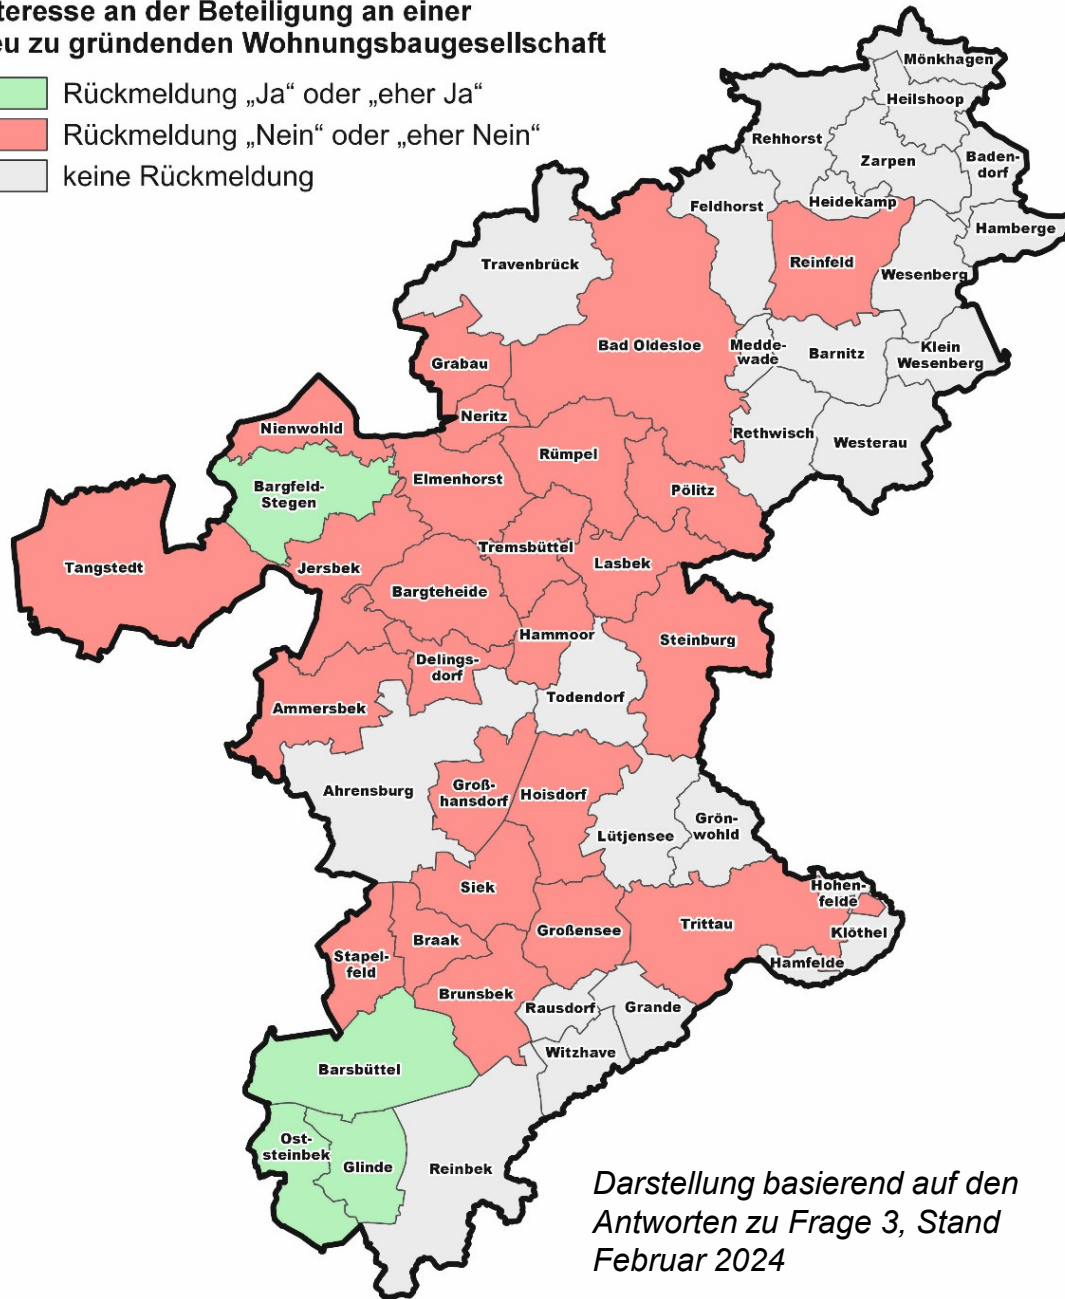 teresse an der Beteiligung an einer
eu zu gründenden Wohnungsbaugesellschaft
Rückmeldung „Ja“ oder „eher Ja“
Rückmeldung „Nein“ oder „eher Nein“
keine Rückmeldung
Mönkhagen
Heilshoop
Rehhorst
Zarpen
Baden-
dorf
Heidekamp
Feldhorst
Hamberge
Reinfeld
Wesenberg
Travenbrück
Bad Oldesloe
Medde-
wade
Barnitz
Klein
Wesenberg
Grabau
Neritz
Nienwohld
Rethwisch
Westerau
Rümpel
Elmenhorst
Bargfeld-
Stegen
Pölitz
Tremsbüttel
Lasbek
Tangstedt
Jersbek
Bargteheide
Hammoor
Steinburg
Delings-
dorf
Todendorf
Ammersbek
Ahrensburg
Groß-
hansdorf
Hoisdorf
Lütjensee
Grön-
wohld
Siek
Hohen-
felde
Trittau
Großensee
Klöthel
Braak
Stapel-
feld
Hamfelde
Brunsbek
Rausdorf
Grande
Witzhave
Barsbüttel
Ost-
steinbek
Glinde
Reinbek
Darstellung basierend auf den
Antworten zu Frage 3, Stand
Februar 2024